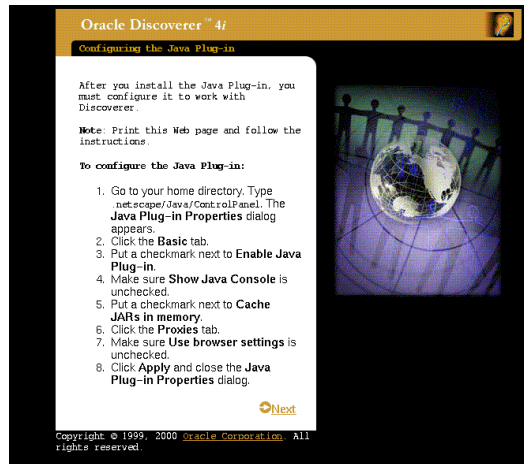 Oracle Discoverer ™ 4i
Configuring the Java Plug-in
After you install the Java Plug-in, you
must configure it to work with
Discoverer.
Note: Print this Web page and follow the
instructions.
To configure the Java Plug-in:
1. Go to your home directory. Type
.netscape/Java/ControlPanel. The
Java Plug-in Properties dialog
appears.
2. Click the Basic tab.
3. Put a checkmark next to Enable Java
Plug-in.
4. Make sure Show Java Console is
unchecked.
5. Put a checkmark next to Cache
JARs in memory.
6. Click the Proxies tab.
7. Make sure Use browser settings is
unchecked.
8. Click Apply and close the Java
Plug-in Properties dialog.
Next
Copyright © 1999, 2000 Oracle Corporation. All
rights reserved.